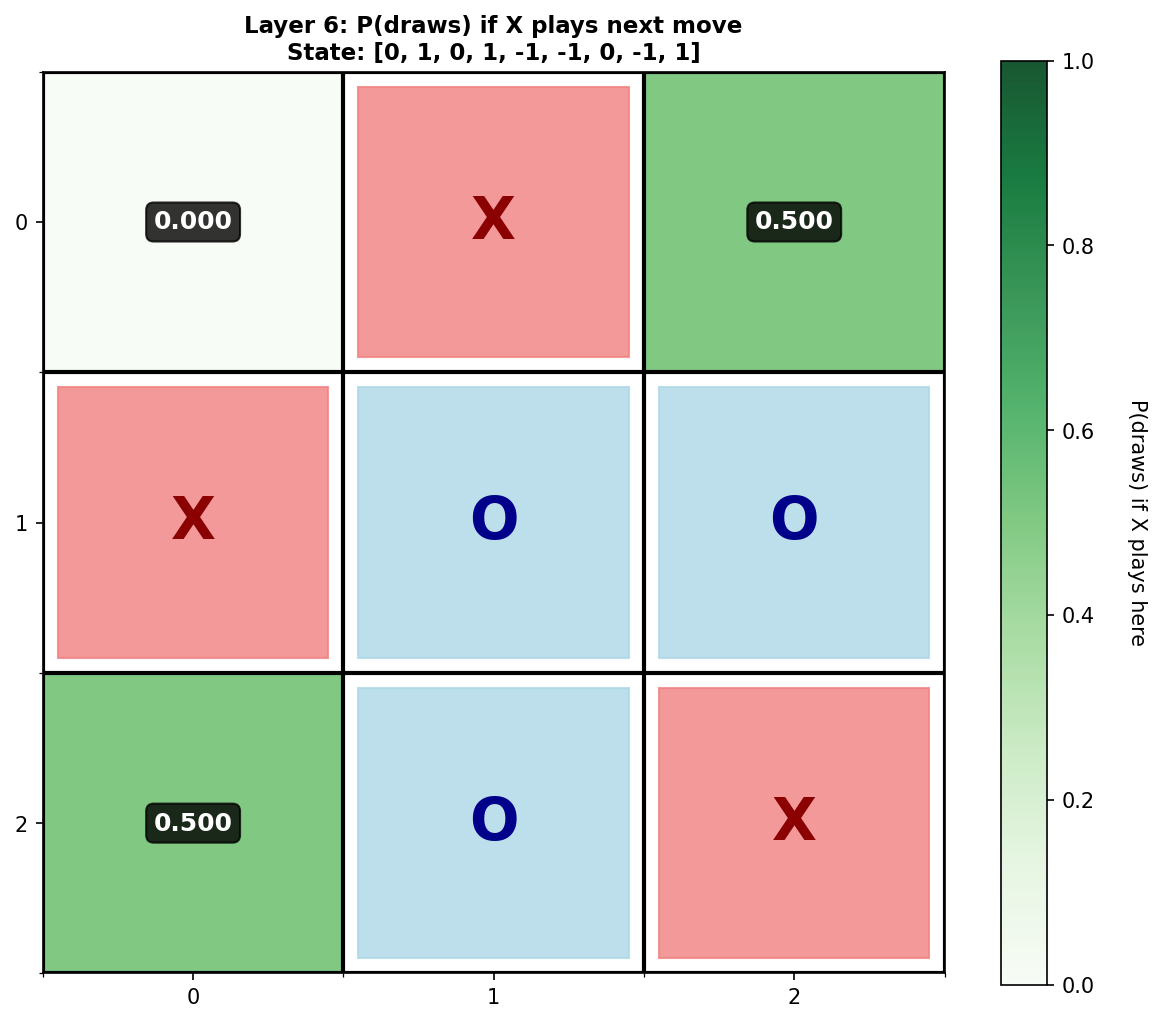 Layer 6: P(draws) if X plays next move
State: [0, 1, 0, 1, -1, -1, 0, -1, 1]
0.000
X
0.500
X
O
O
0.500
O
X
0
1
2
0
1
2
1.0
0.8
0.6
0.4
0.2
0.0
P(draws) if X plays here